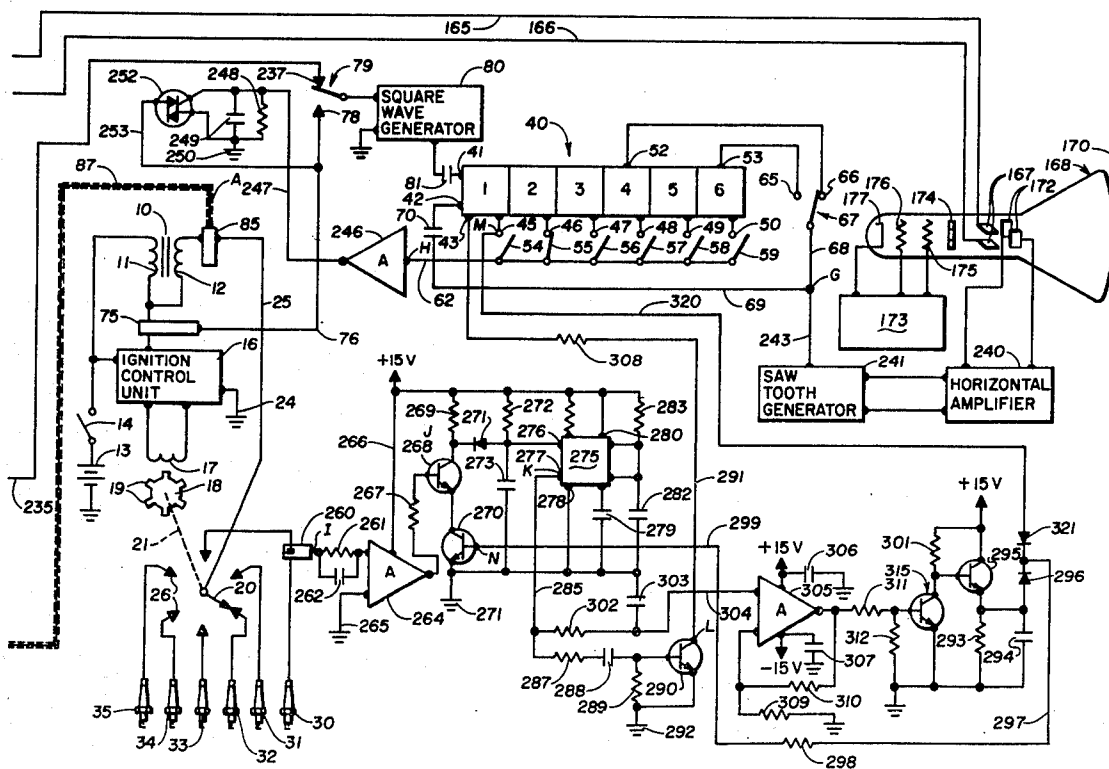 165 166
237 79 80
252 248
SQUARE WAVE GENERATOR
78 40
249
253 250
52 53
170
168 167
177 176 174 172
41 81
66
65
67
87 A 247
42
1 2 3 4 5 6
70
10 85
246
A H
43 M 45 46 47 48 49 50
54 55 56 57 58 59
68
175
11 12
62
G
69
173
25
320
243
75
76
308
241 240
IGNITION CONTROL UNIT
16
+15V
SAW TOOTH GENERATOR
HORIZONTAL AMPLIFIER
24
14
269 271 272 283
266
J
268
276 280
277 275
K
278
13
17
273
291
19 18
267
282
+15V
235
270
279
299
321
21
260 I 261
N
+15V
306
301 315 295
20
303
305
311
296
26
A
262
264
285 302
304
A
265
271
L
312 293
307
294
-15V
287 288
290
310
289
309
297
35 34 33 32 31 30
292
298